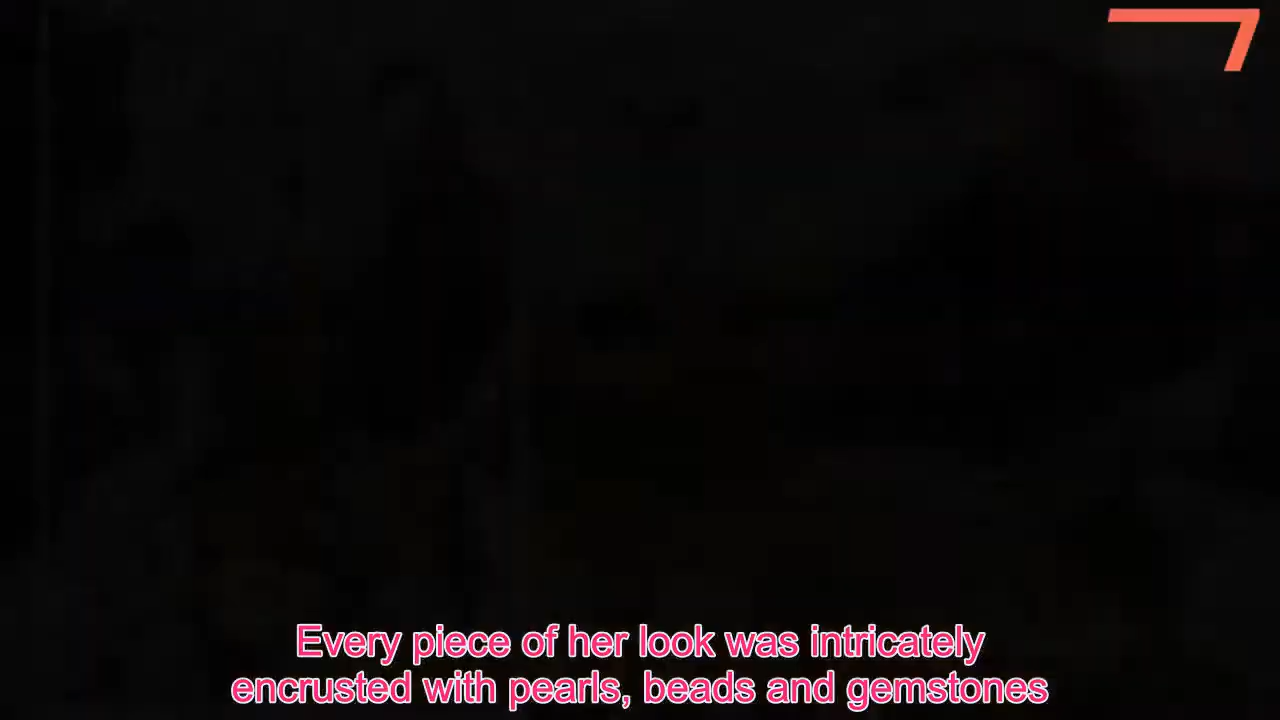 Every piece of her look was intricately
encrusted with pearls, beads and gemstones